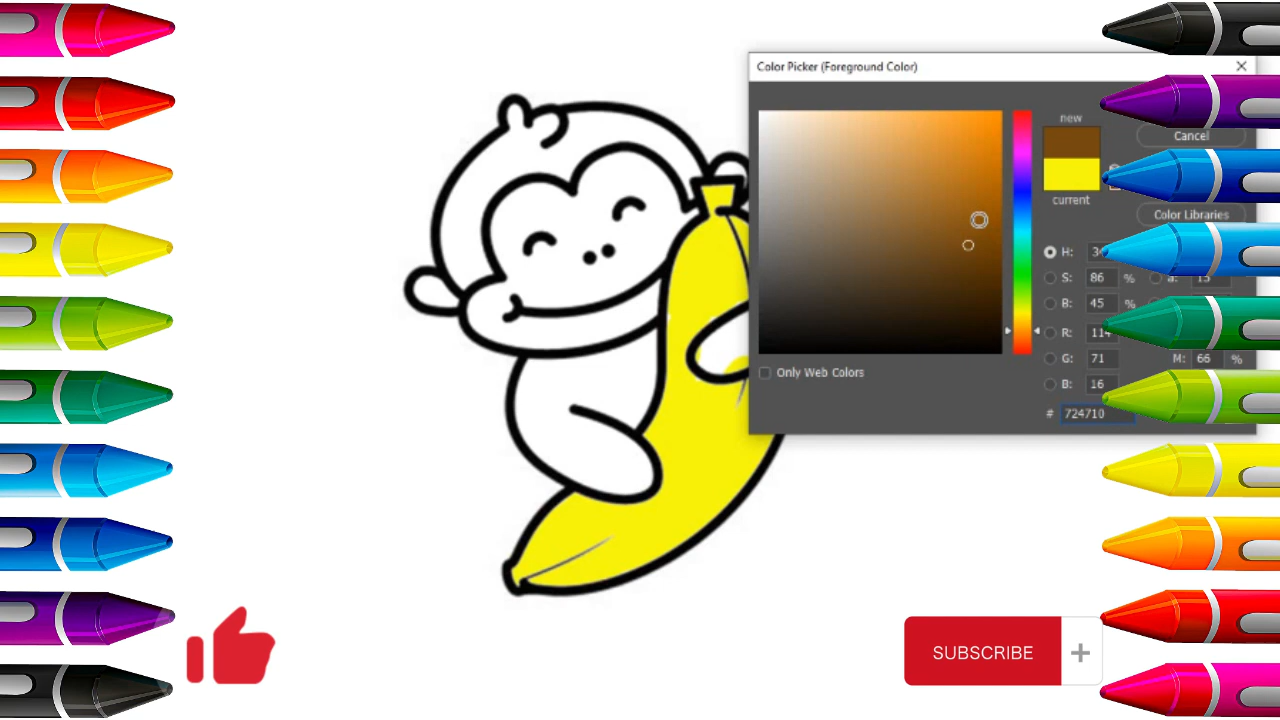 Color Picker (Foreground Color)
new
Cancel
current
Color Libraries
H:
S: 86 %
a: 15
B: 45 %
R: 114
G: 71
M: 66 %
B: 16
Only Web Colors
# 724710
SUBSCRIBE +